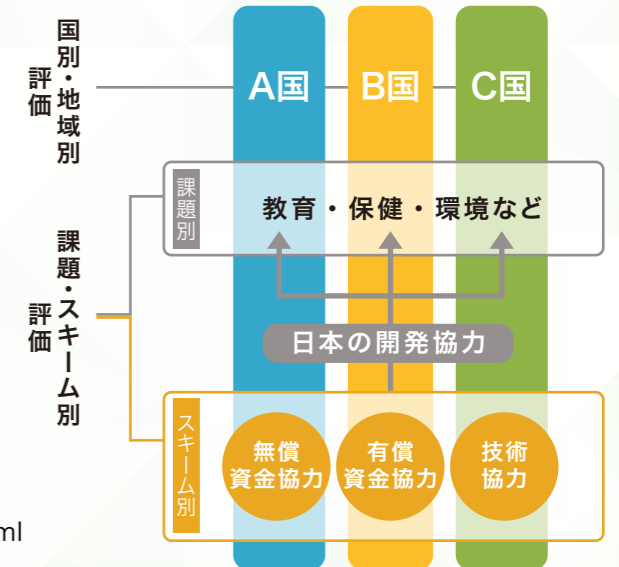 国別・地域別
評価
A国
B国
C国
課題別
教育・保健・環境など
課題・スキーム別
評価
日本の開発協力
スキーム別
無償
資金協力
有償
資金協力
技術
協力
ml